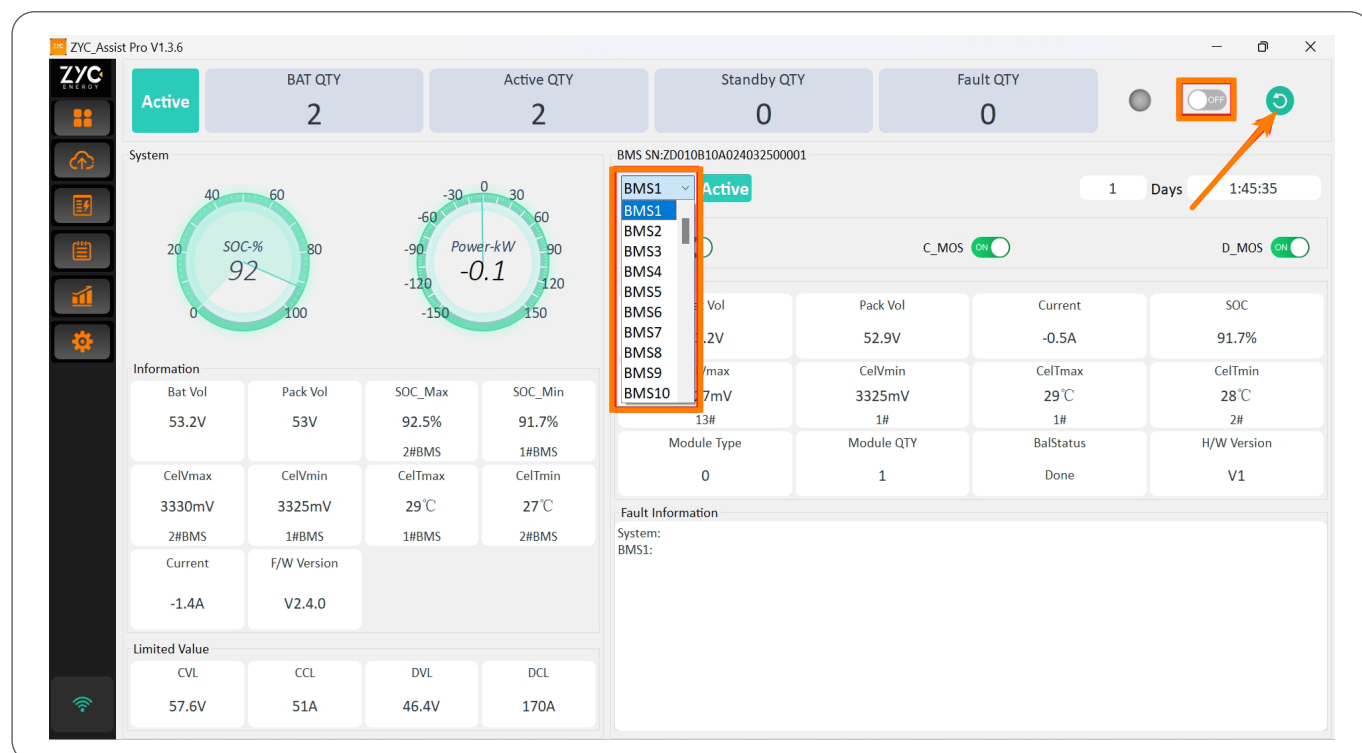 ZYC ZYC_Assist Pro V1.3.6
ZYC
ENERGY
Active
BAT QTY
2
Active QTY
2
Standby QTY
0
Fault QTY
0
OFF
System
0 20 40 60 80 100
SOC-%
92
-150 -120 -90 -60 -30 0 30 60 90 120 150
Power-kW
-0.1
Information
Bat Vol Pack Vol SOC_Max SOC_Min
53.2V 53V 92.5% 91.7%
2#BMS 1#BMS
CelVmax CelVmin CelTmax CelTmin
3330mV 3325mV 29℃ 27℃
2#BMS 1#BMS 1#BMS 2#BMS
Current F/W Version
-1.4A V2.4.0
Limited Value
CVL CCL DVL DCL
57.6V 51A 46.4V 170A
BMS SN:ZD010B10A024032500001
BMS1 Active 1 Days 1:45:35
BMS1
BMS2
BMS3
BMS4
BMS5
BMS6
BMS7
BMS8
BMS9
BMS10
C_MOS ON D_MOS ON
Vol Pack Vol Current SOC
.2V 52.9V -0.5A 91.7%
max CelVmin CelTmax CelTmin
7mV 3325mV 29℃ 28℃
13# 1# 1# 2#
Module Type Module QTY BalStatus H/W Version
0 1 Done V1
Fault Information
System:
BMS1: